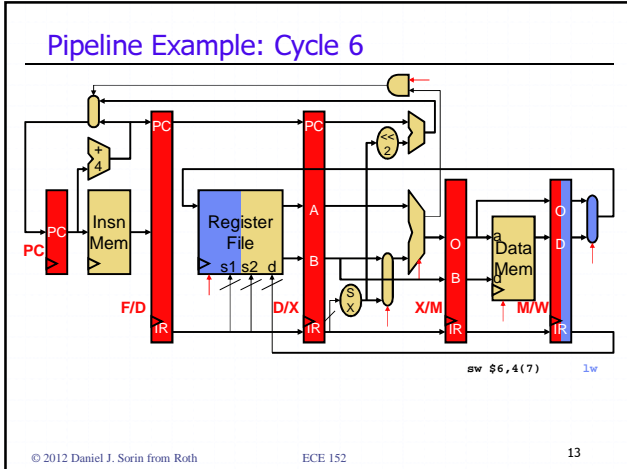 Pipeline Example: Cycle 6
PC
PC
<<
2
+
4
PC
Insn
Mem
Register
File
s1 s2 d
A
B
S
X
O
B
a
Data
Mem
d
O
D
PC
F/D
D/X
X/M
M/W
IR
IR
IR
IR
sw $6,4(7)
lw
© 2012 Daniel J. Sorin from Roth
ECE 152
13